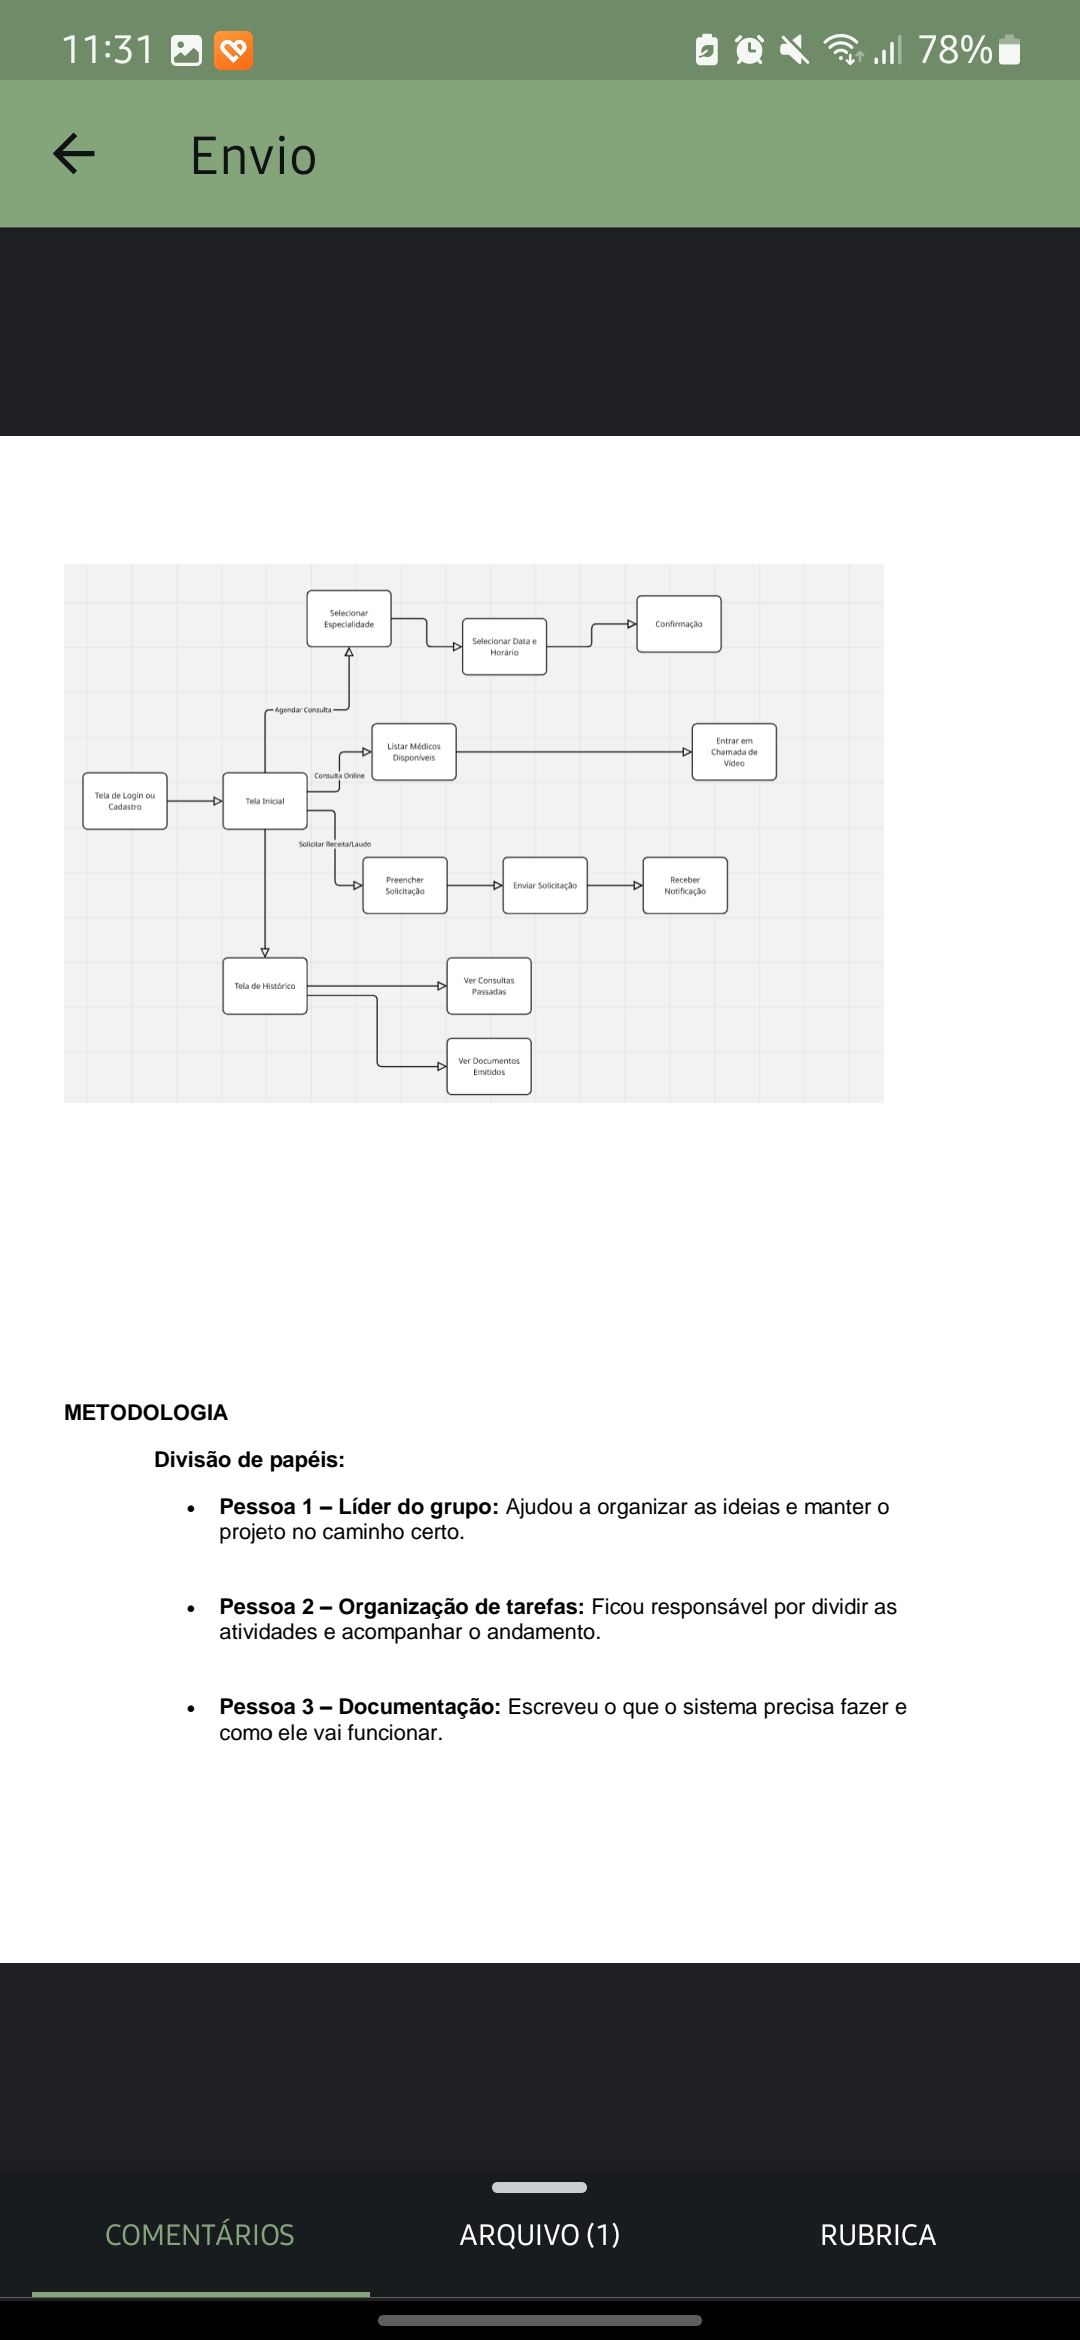 11:31
78%
Envio
Selecionar
Especialidade
Selecionar Data e
Horário
Confirmação
Agendar Consulta
Listar Médicos
Disponíveis
Entrar em
Chamada de
Vídeo
Consulta Online
Tela de Login ou
Cadastro
Tela Inicial
Solicitar Receita/Laudo
Preencher
Solicitação
Enviar Solicitação
Receber
Notificação
Tela de Histórico
Ver Consultas
Passadas
Ver Documentos
Emitidos
METODOLOGIA
Divisão de papéis:
• Pessoa 1 – Líder do grupo: Ajudou a organizar as ideias e manter o
projeto no caminho certo.
• Pessoa 2 – Organização de tarefas: Ficou responsável por dividir as
atividades e acompanhar o andamento.
• Pessoa 3 – Documentação: Escreveu o que o sistema precisa fazer e
como ele vai funcionar.
COMENTÁRIOS
ARQUIVO (1)
RUBRICA